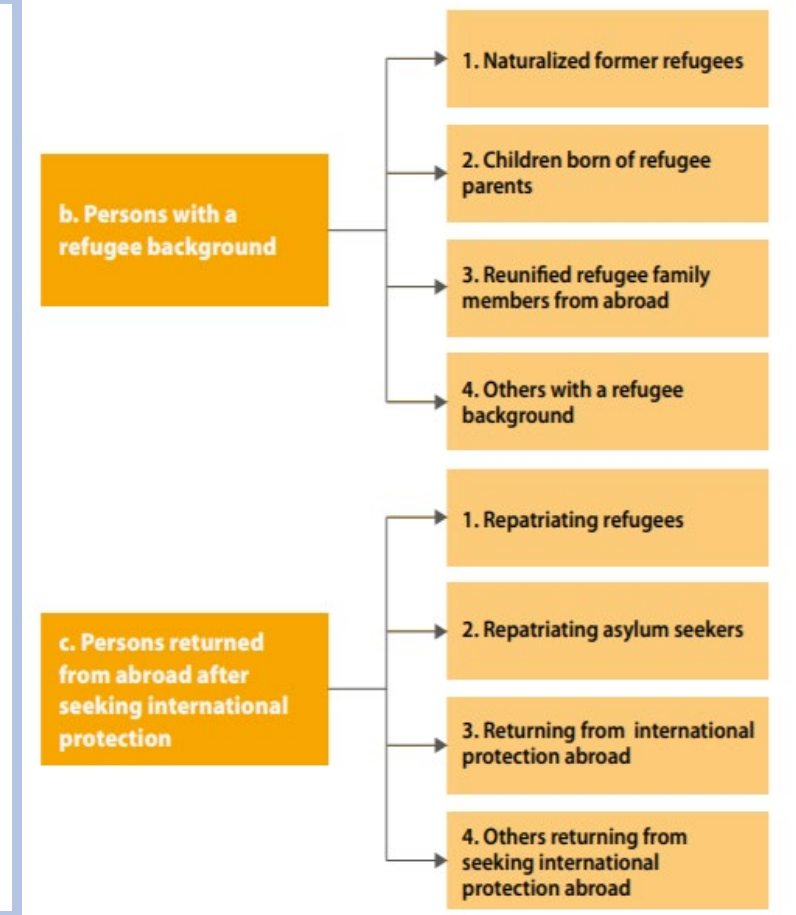 b. Persons with a
refugee background
1. Naturalized former refugees
2. Children born of refugee
parents
3. Reunified refugee family
members from abroad
4. Others with a refugee
background
c. Persons returned
from abroad after
seeking international
protection
1. Repatriating refugees
2. Repatriating asylum seekers
3. Returning from international
protection abroad
4. Others returning from
seeking international
protection abroad